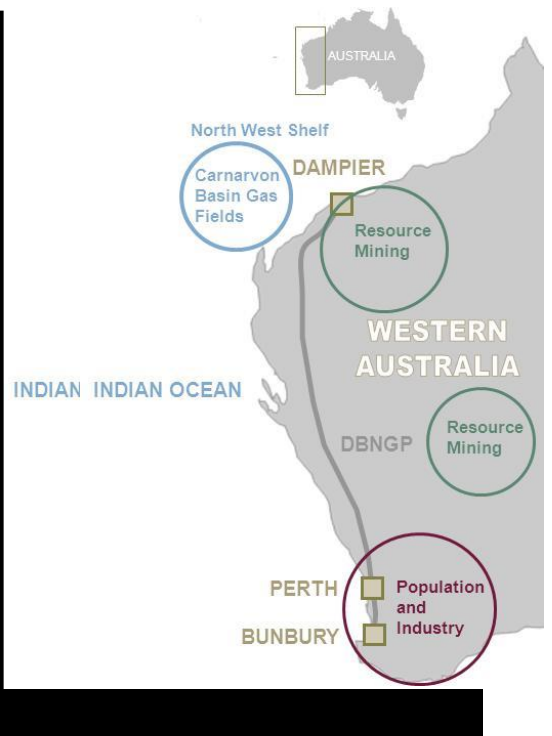 AUSTRALIA
North West Shelf
DAMPIER
Carnarvon
Basin Gas
Fields
Resource
Mining
WESTERN
AUSTRALIA
INDIAN INDIAN OCEAN
Resource
Mining
DBNGP
PERTH
Population
and
Industry
BUNBURY